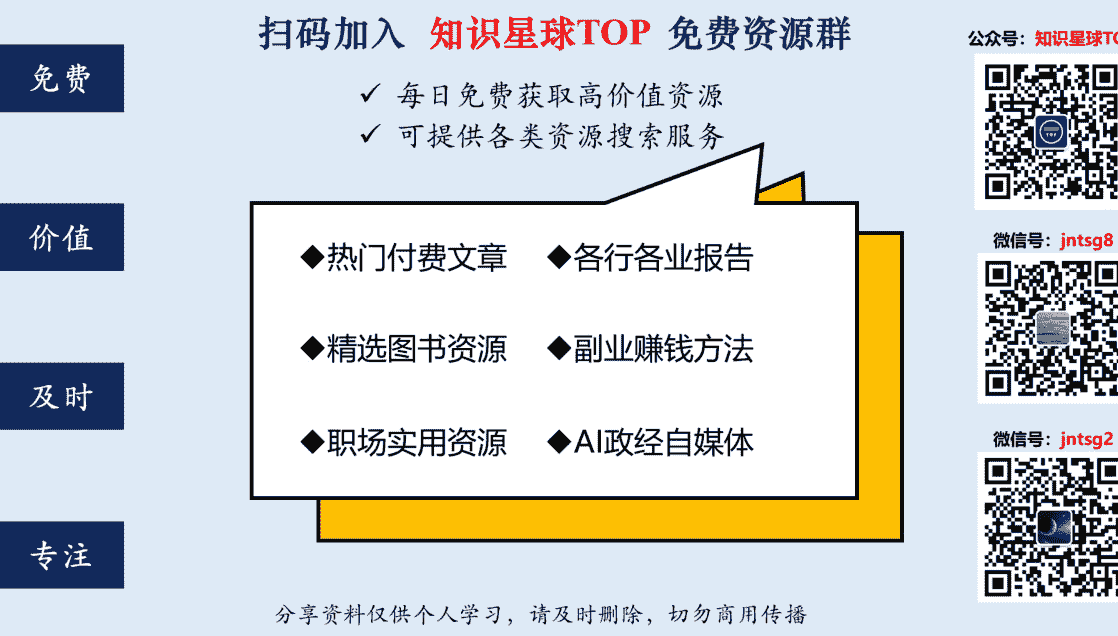 扫码加入 知识星球TOP 免费资源群
✓ 每日免费获取高价值资源
✓ 可提供各类资源搜索服务
免费
价值
及时
专注
◆热门付费文章 ◆各行各业报告
◆精选图书资源 ◆副业赚钱方法
◆职场实用资源 ◆AI政经自媒体
公众号：知识星球TO
微信号：jntsg8
微信号：jntsg2
分享资料仅供个人学习，请及时删除，切勿商用传播